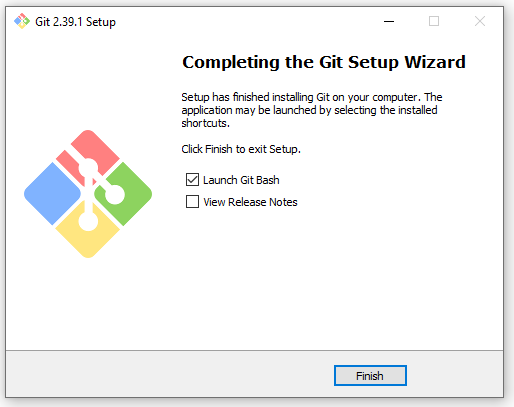 Git 2.39.1 Setup
Completing the Git Setup Wizard
Setup has finished installing Git on your computer. The
application may be launched by selecting the installed
shortcuts.
Click Finish to exit Setup.
Launch Git Bash
View Release Notes
Finish